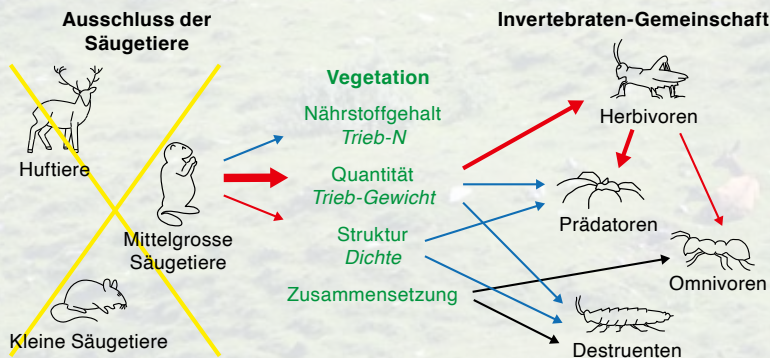 Ausschluss der
Säugetiere
Huftiere
Mittelgrosse
Säugetiere
Kleine Säugetiere
Vegetation
Nährstoffgehalt
Trieb-N
Quantität
Trieb-Gewicht
Struktur
Dichte
Zusammensetzung
Invertebraten-Gemeinschaft
Herbivoren
Prädatoren
Omnivoren
Destruenten